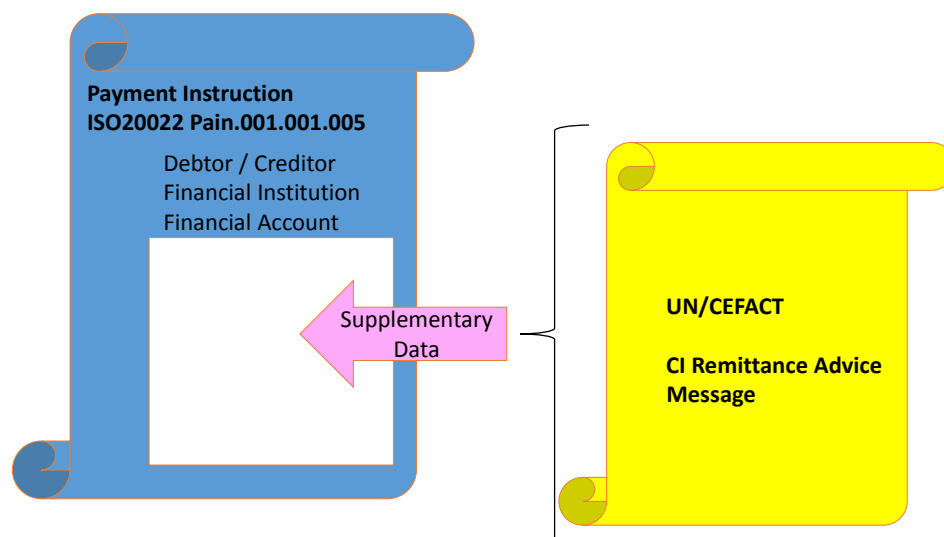 Payment Instruction
ISO20022 Pain.001.001.005
Debtor / Creditor
Financial Institution
Financial Account
Supplementary
Data
UN/CEFACT
CI Remittance Advice
Message